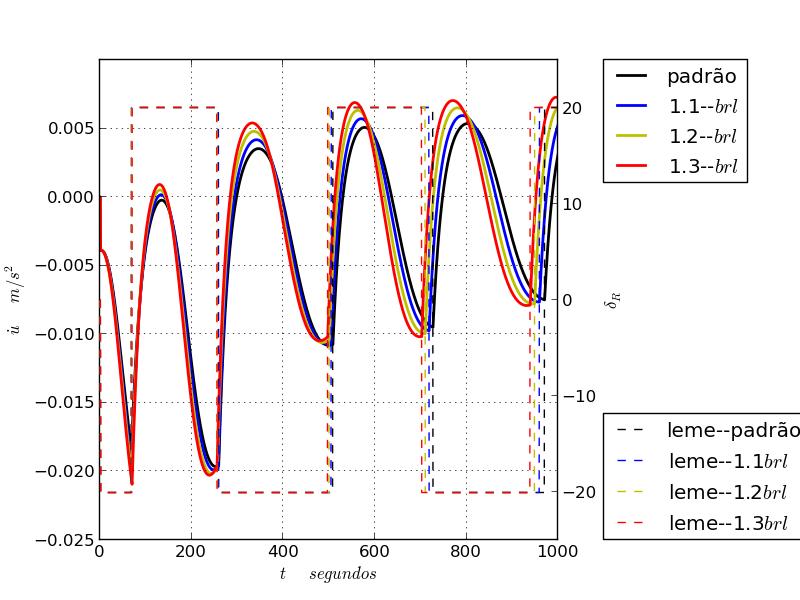 0.005
0.000
−0.005
−0.010
−0.015
−0.020
−0.025
u̇ m/s²
0 200 400 600 800 1000
t segundos
20
10
0
−10
−20
δ_R
padrão
1.1--brl
1.2--brl
1.3--brl
leme--padrão
leme--1.1brl
leme--1.2brl
leme--1.3brl